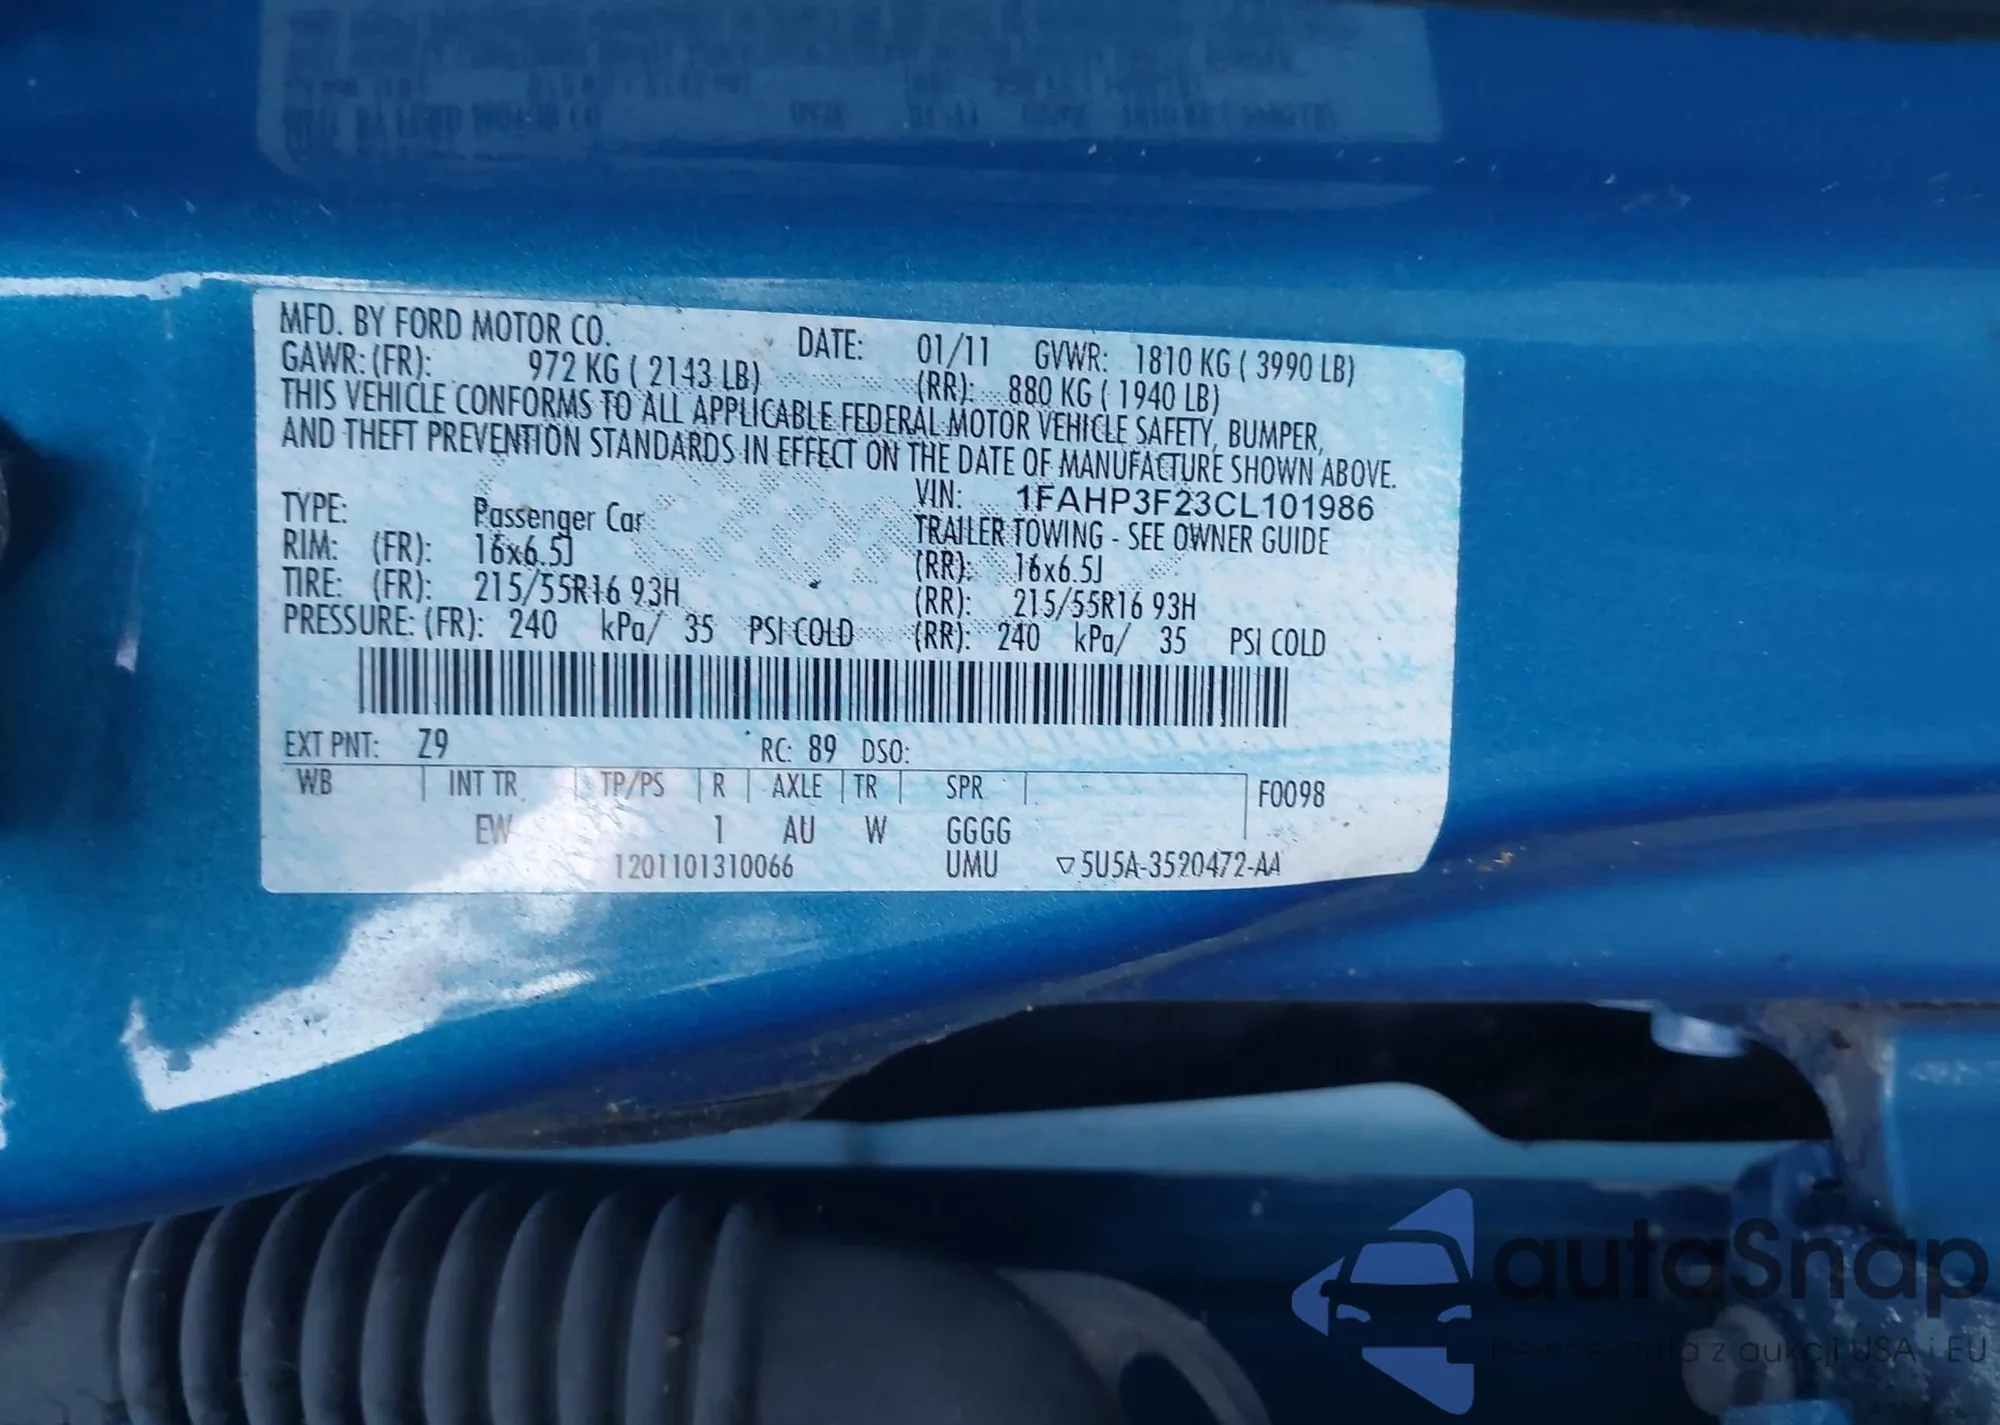 MFD. BY FORD MOTOR CO. DATE: 01/11 GVWR: 1810 KG ( 3990 LB)
GAWR: (FR): 972 KG ( 2143 LB) (RR): 880 KG ( 1940 LB)
THIS VEHICLE CONFORMS TO ALL APPLICABLE FEDERAL MOTOR VEHICLE SAFETY, BUMPER,
AND THEFT PREVENTION STANDARDS IN EFFECT ON THE DATE OF MANUFACTURE SHOWN ABOVE.
VIN: 1FAHP3F23CL101986
TYPE: Passenger Car TRAILER TOWING - SEE OWNER GUIDE
RIM: (FR): 16x6.5J (RR): 16x6.5J
TIRE: (FR): 215/55R16 93H (RR): 215/55R16 93H
PRESSURE: (FR): 240 kPa/ 35 PSI COLD (RR): 240 kPa/ 35 PSI COLD
EXT PNT: Z9 RC: 89 DSO:
WB INT TR TP/PS R AXLE TR SPR F0098
EW 1 AU W GGGG
1201101310066 UMU ▽5U5A-3520472-AA
autaSnap
Pewne auta z aukcji USA i EU